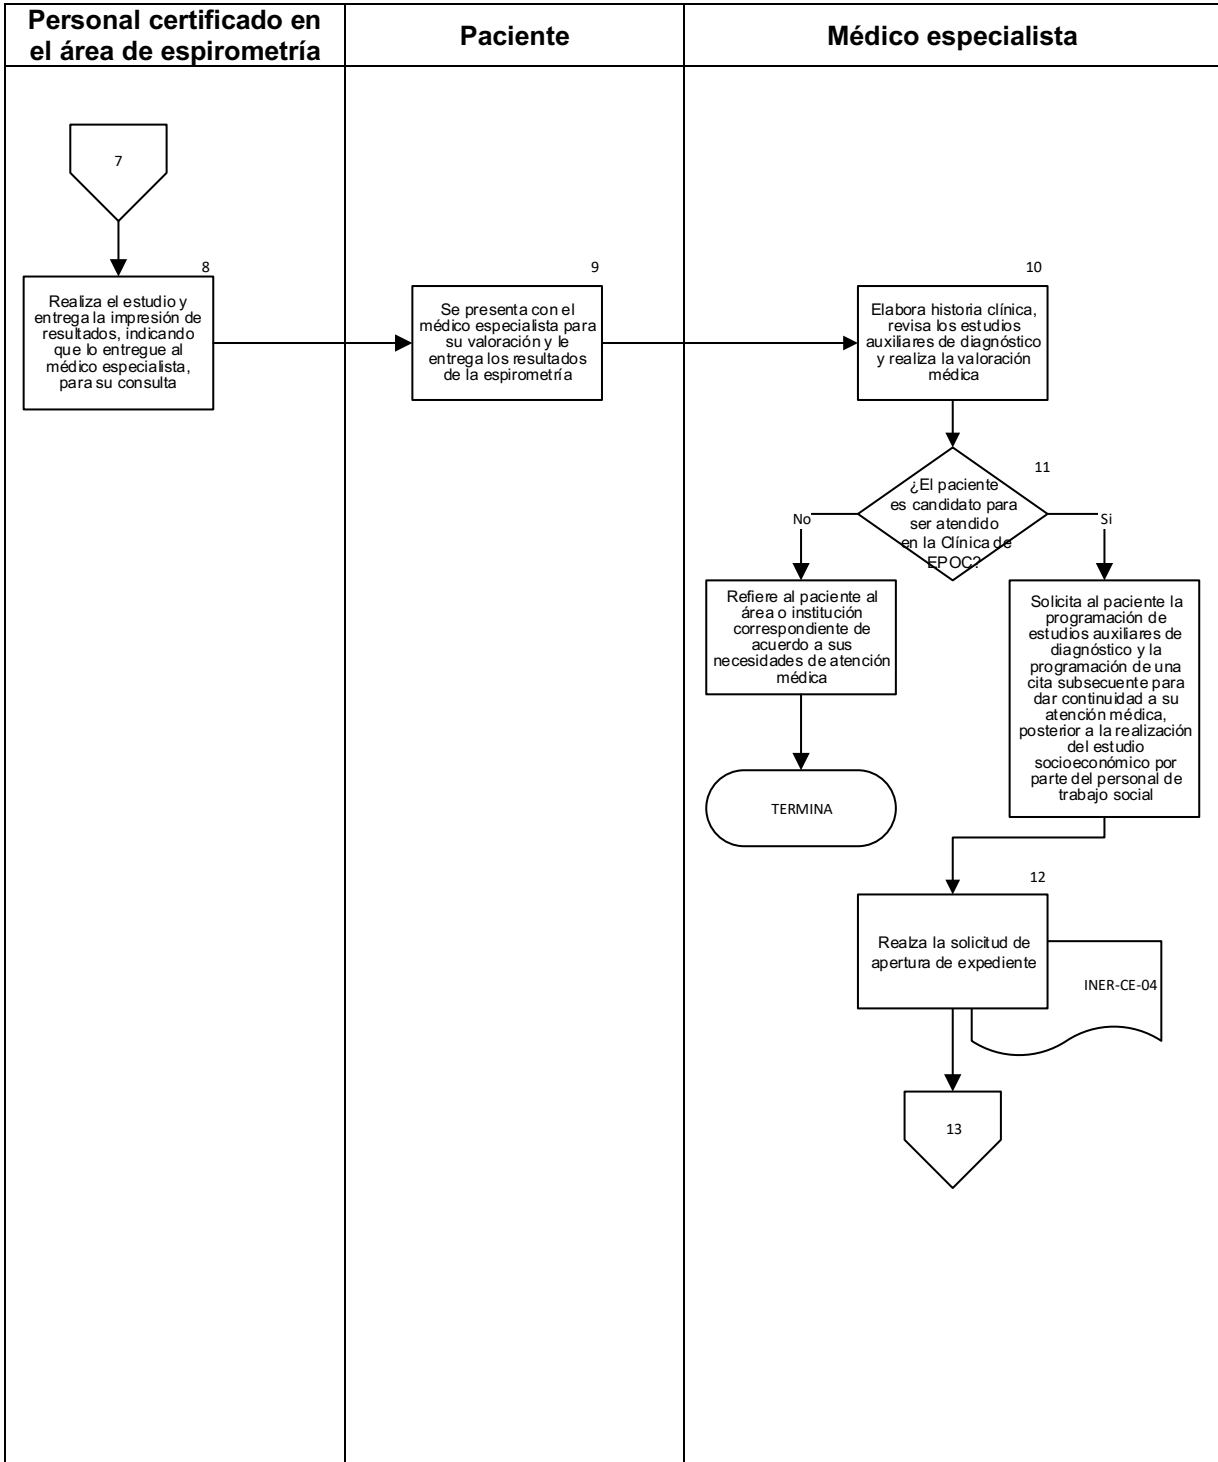 Personal certificado en
el área de espirometría
Paciente
Médico especialista
7
8
Realiza el estudio y
entrega la impresión de
resultados, indicando
que lo entregue al
médico especialista,
para su consulta
9
Se presenta con el
médico especialista para
su valoración y le
entrega los resultados
de la espirometría
10
Elabora historia clínica,
revisa los estudios
auxiliares de diagnóstico
y realiza la valoración
médica
11
¿El paciente
es candidato para
ser atendido
en la Clínica de
EPOC?
No
Si
Refiere al paciente al
área o institución
correspondiente de
acuerdo a sus
necesidades de atención
médica
TERMINA
Solicita al paciente la
programación de
estudios auxiliares de
diagnóstico y la
programación de una
cita subsecuente para
dar continuidad a su
atención médica,
posterior a la realización
del estudio
socioeconómico por
parte del personal de
trabajo social
12
Realza la solicitud de
apertura de expediente
INER-CE-04
13